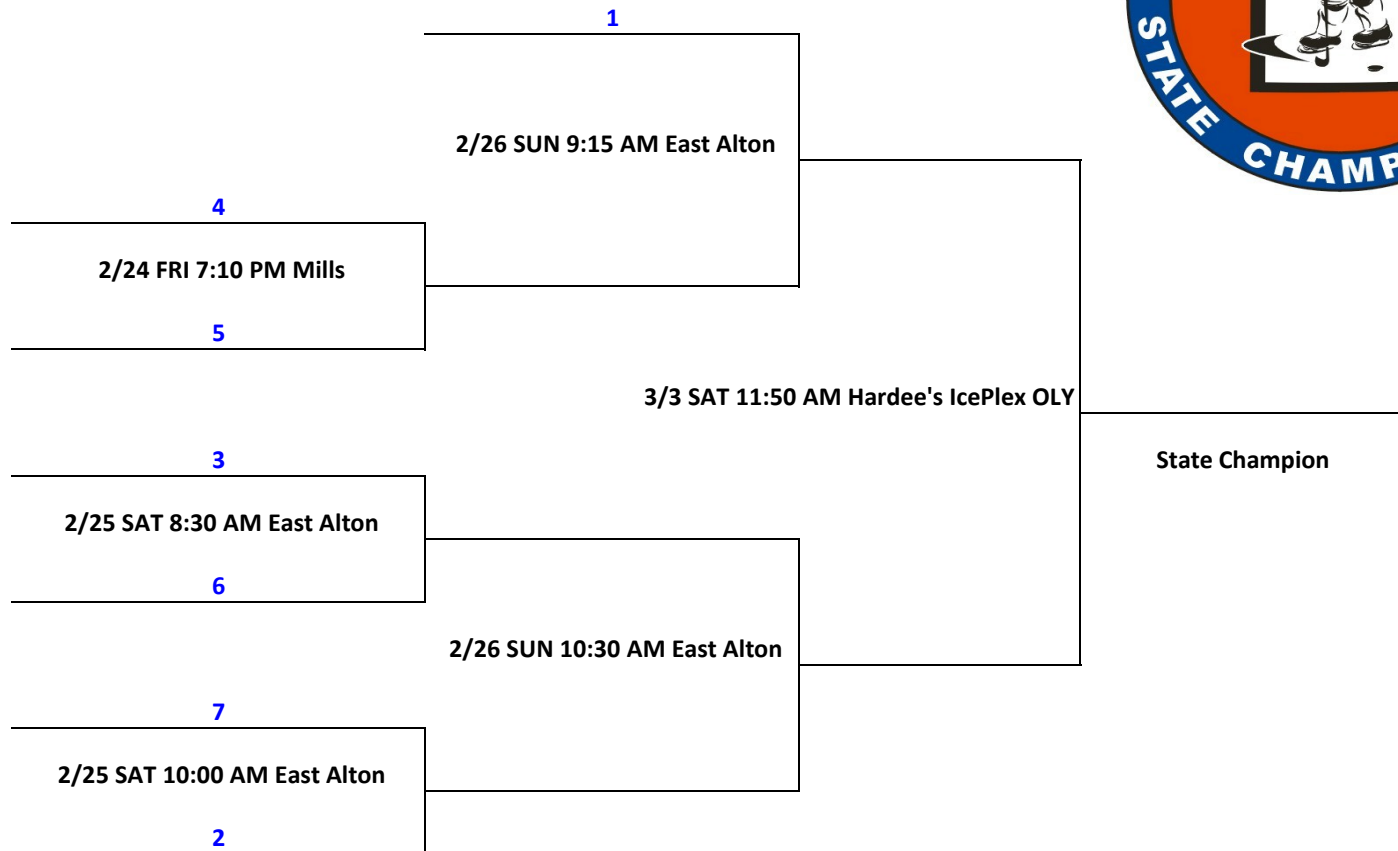 1
STATE CHAMP
2/26 SUN 9:15 AM East Alton
4
2/24 FRI 7:10 PM Mills
5
3/3 SAT 11:50 AM Hardee's IcePlex OLY
3
State Champion
2/25 SAT 8:30 AM East Alton
6
2/26 SUN 10:30 AM East Alton
7
2/25 SAT 10:00 AM East Alton
2